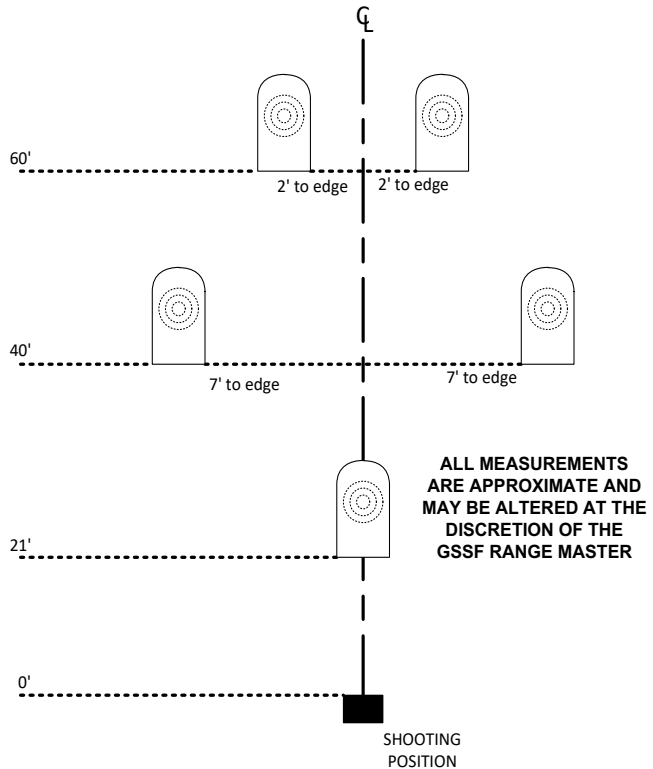 ℄
60'
2' to edge
2' to edge
40'
7' to edge
7' to edge
ALL MEASUREMENTS
ARE APPROXIMATE AND
MAY BE ALTERED AT THE
DISCRETION OF THE
GSSF RANGE MASTER
21'
0'
SHOOTING
POSITION